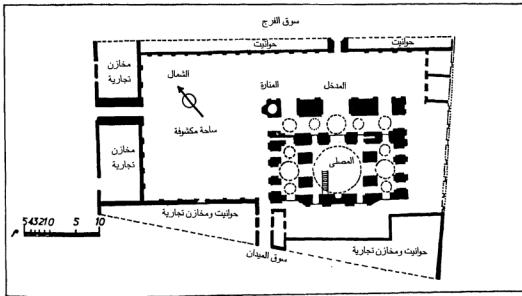 سوق الفرج
حوانيت
حوانيت
مخازن
تجارية
الشمال
المنارة
المدخل
ساحة مكشوفة
مخازن
تجارية
المصلى
حوانيت ومخازن تجارية
سوق الميدان
حوانيت ومخازن تجارية
5 4 3 2 1 0 5 10 م